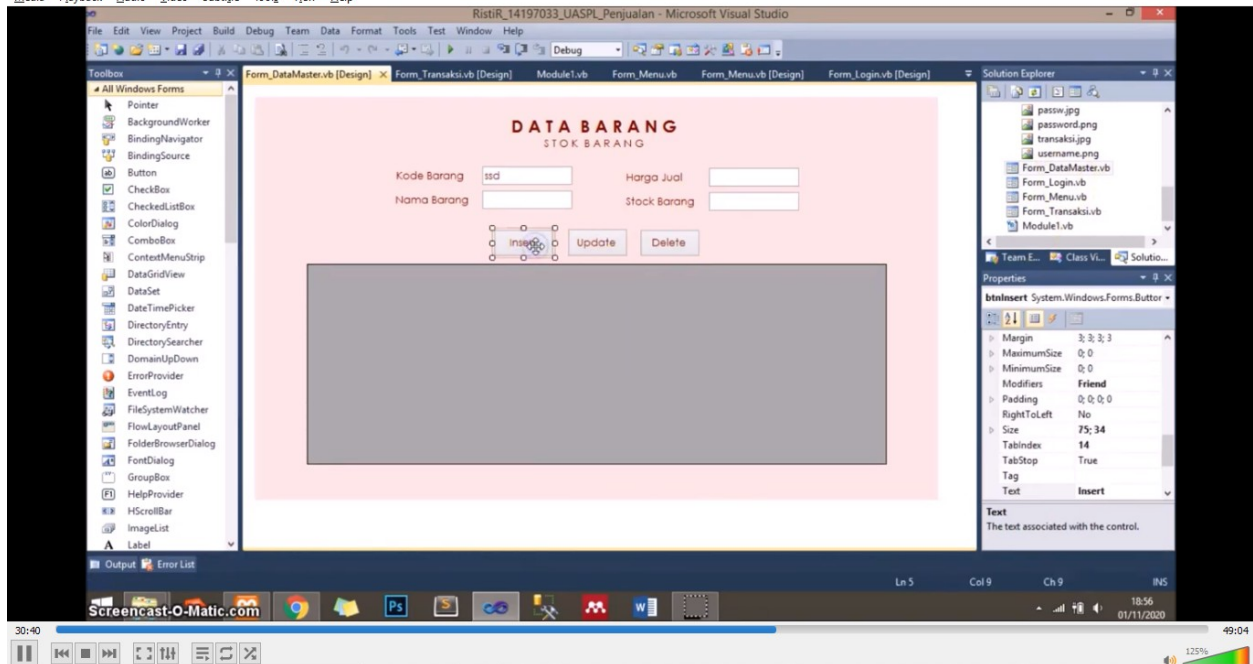 Media Playback Audio Video Subtitle Tools View Help
RistiR_14197033_UASPL_Penjualan - Microsoft Visual Studio
File Edit View Project Build Debug Team Data Format Tools Test Window Help
Debug
Toolbox
Form_DataMaster.vb [Design]
Form_Transaksi.vb [Design]
Module1.vb
Form_Menu.vb
Form_Menu.vb [Design]
Form_Login.vb [Design]
All Windows Forms
Pointer
BackgroundWorker
BindingNavigator
BindingSource
Button
CheckBox
CheckedListBox
ColorDialog
ComboBox
ContextMenuStrip
DataGridView
DataSet
DateTimePicker
DirectoryEntry
DirectorySearcher
DomainUpDown
ErrorProvider
EventLog
FileSystemWatcher
FlowLayoutPanel
FolderBrowserDialog
FontDialog
GroupBox
HelpProvider
HScrollBar
ImageList
Label
DATA BARANG
STOK BARANG
Kode Barang ssd Harga Jual
Nama Barang Stock Barang
Insert Update Delete
Solution Explorer
passw.jpg
password.png
transaksi.jpg
username.png
Form_DataMaster.vb
Form_Login.vb
Form_Menu.vb
Form_Transaksi.vb
Module1.vb
Team E... Class Vi... Solutio...
Properties
btnInsert System.Windows.Forms.Button
Margin 3; 3; 3; 3
MaximumSize 0; 0
MinimumSize 0; 0
Modifiers Friend
Padding 0; 0; 0; 0
RightToLeft No
Size 75; 34
TabIndex 14
TabStop True
Tag
Text Insert
Text
The text associated with the control.
Output Error List
Ln 5 Col 9 Ch 9 INS
Screencast-O-Matic.com
Ps
S
W
18:56
01/11/2020
30:40
49:04
125%